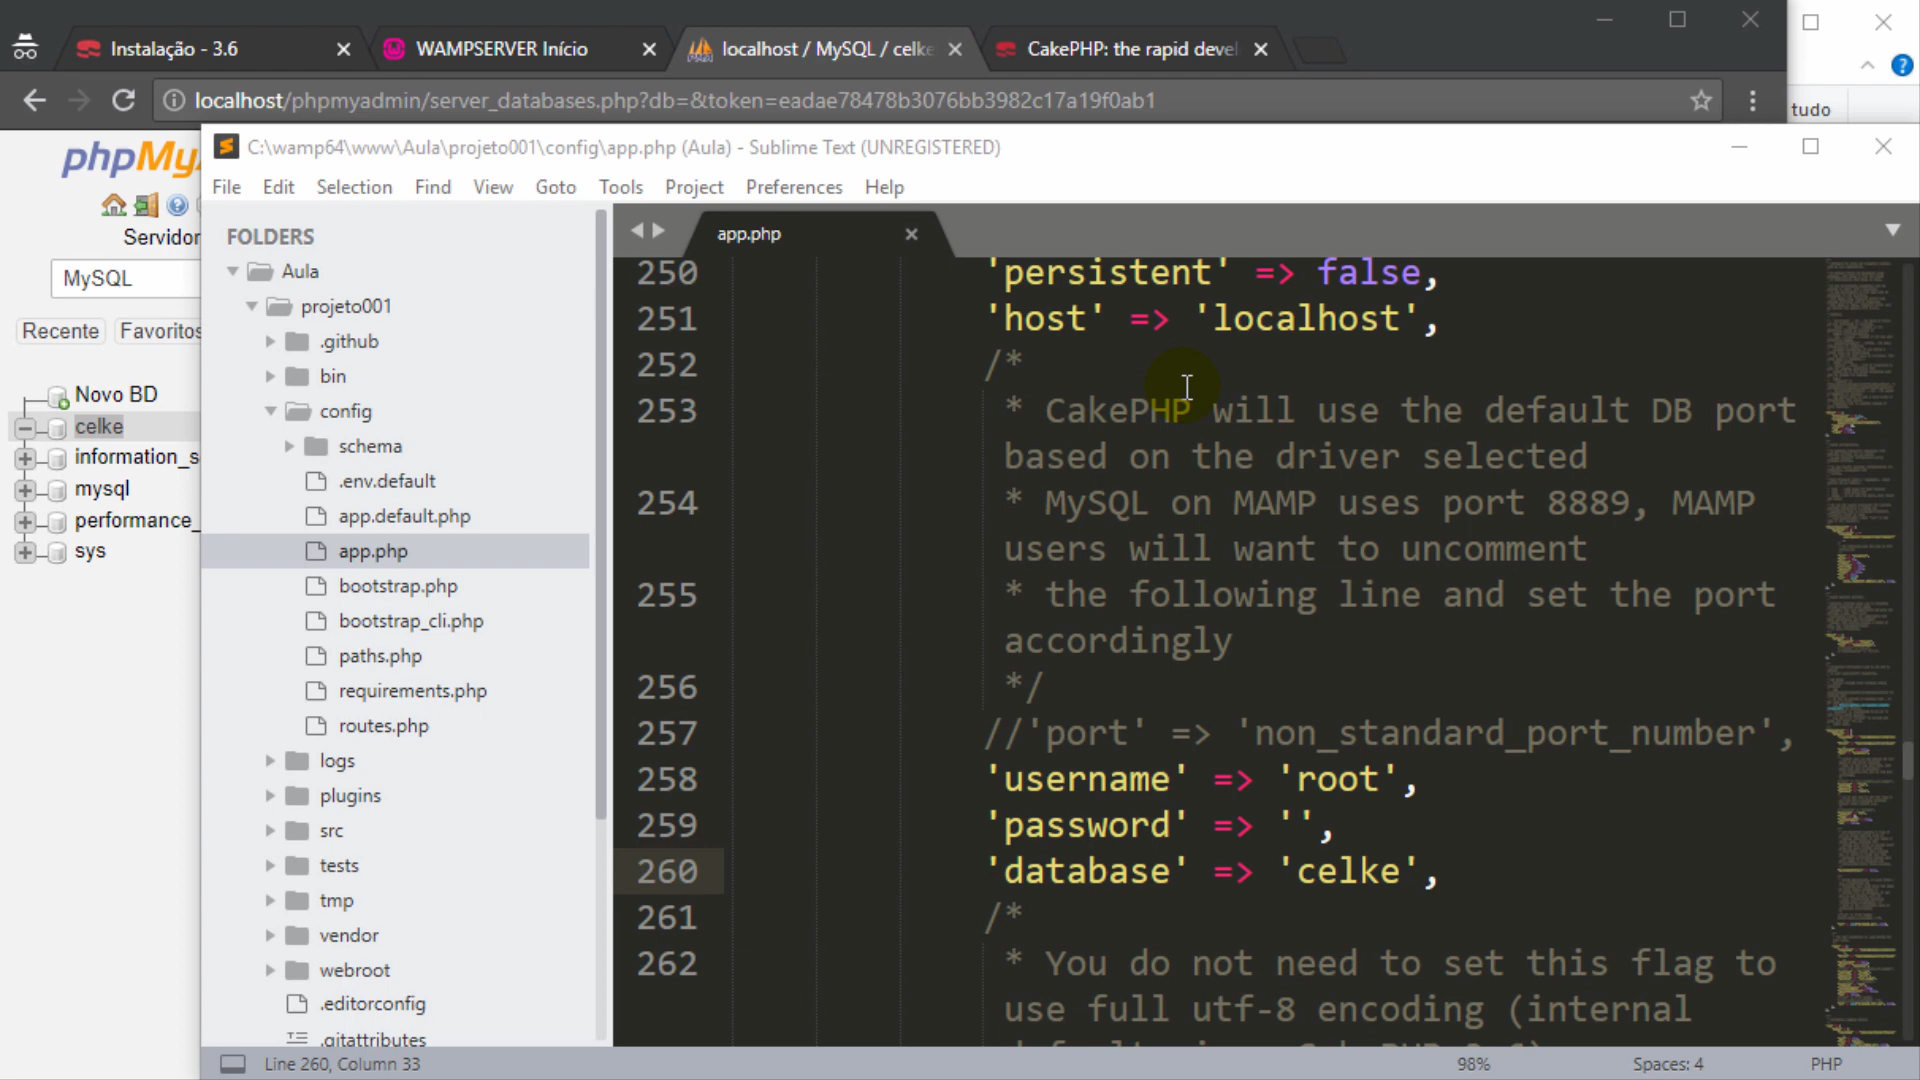 Instalação - 3.6
WAMPSERVER Início
localhost / MySQL / celke
CakePHP: the rapid devel
localhost/phpmyadmin/server_databases.php?db=&token=eadae78478b3076bb3982c17a19f0ab1
tudo
phpMy
C:\wamp64\www\Aula\projeto001\config\app.php (Aula) - Sublime Text (UNREGISTERED)
File Edit Selection Find View Goto Tools Project Preferences Help
Servidor
MySQL
Recente Favoritos
Novo BD
celke
information_s
mysql
performance_
sys
FOLDERS
Aula
projeto001
.github
bin
config
schema
.env.default
app.default.php
app.php
bootstrap.php
bootstrap_cli.php
paths.php
requirements.php
routes.php
logs
plugins
src
tests
tmp
vendor
webroot
.editorconfig
.gitattributes
app.php
250 'persistent' => false,
251 'host' => 'localhost',
252 /*
253 * CakePHP will use the default DB port
based on the driver selected
254 * MySQL on MAMP uses port 8889, MAMP
users will want to uncomment
255 * the following line and set the port
accordingly
256 */
257 //'port' => 'non_standard_port_number',
258 'username' => 'root',
259 'password' => '',
260 'database' => 'celke',
261 /*
262 * You do not need to set this flag to
use full utf-8 encoding (internal
Line 260, Column 33
98%
Spaces: 4
PHP